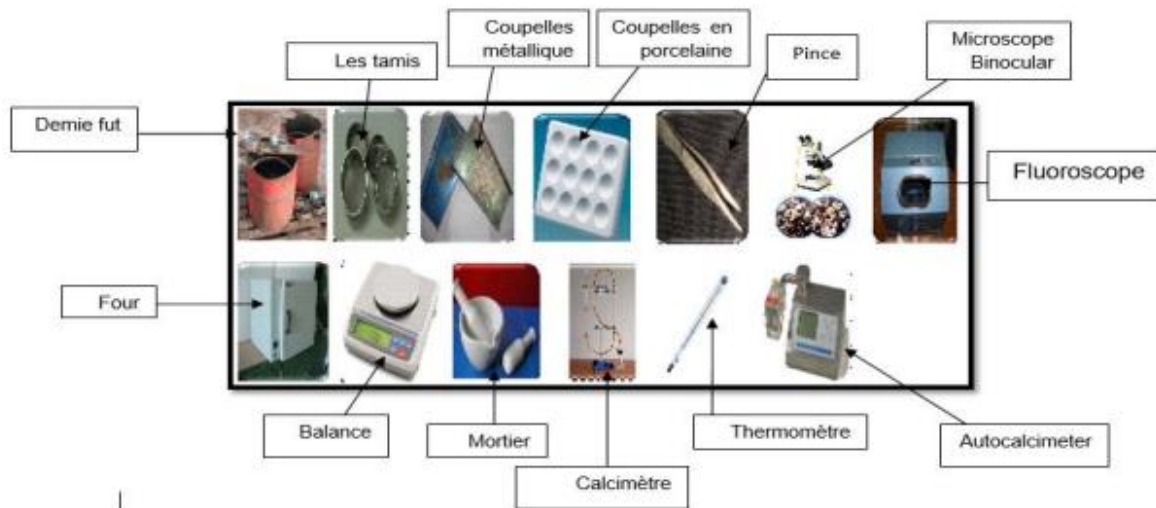 Coupelles
métallique
Coupelles en
porcelaine
Microscope
Binocular
Les tamis
Pince
Demie fut
Fluoroscope
Four
Balance
Mortier
Thermomètre
Autocalcimeter
Calcimètre